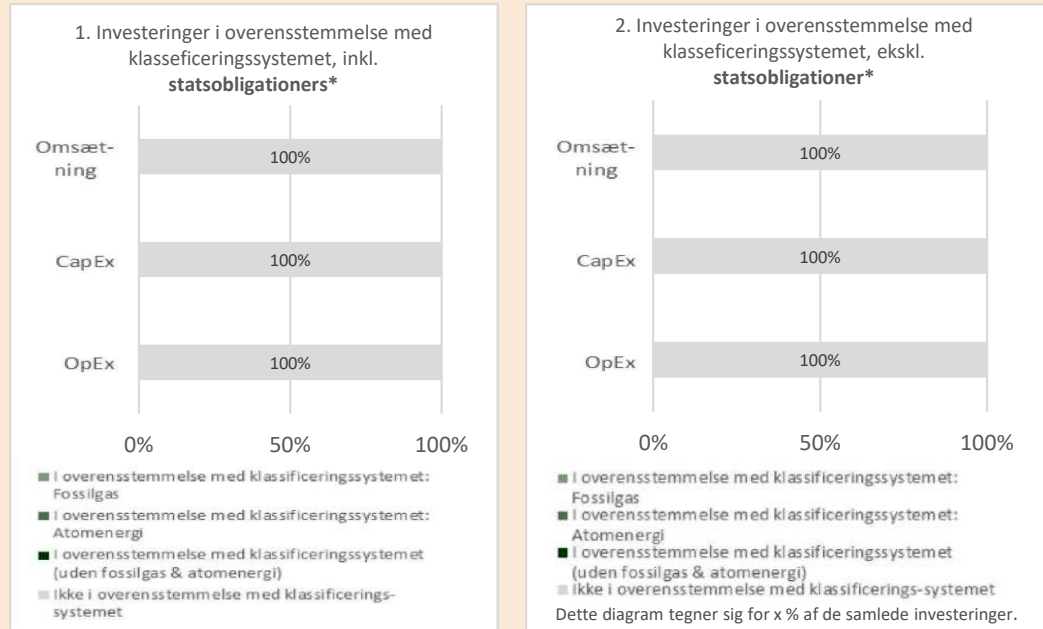 1. Investeringer i overensstemmelse med
klasseficeringssystemet, inkl.
statsobligationers*
Omsæt-
ning
100%
CapEx
100%
OpEx
100%
0% 50% 100%
I overensstemmelse med klassificeringssystemet:
Fossilgas
I overensstemmelse med klassificeringssystemet:
Atomenergi
I overensstemmelse med klassificeringssystemet
(uden fossilgas & atomenergi)
Ikke i overensstemmelse med klassificerings-
systemet
2. Investeringer i overensstemmelse med
klasseficeringssystemet, ekskl.
statsobligationer*
Omsæt-
ning
100%
CapEx
100%
OpEx
100%
0% 50% 100%
I overensstemmelse med klassificeringssystemet:
Fossilgas
I overensstemmelse med klassificeringssystemet:
Atomenergi
I overensstemmelse med klassificeringssystemet
(uden fossilgas & atomenergi)
Ikke i overensstemmelse med klassificerings-systemet
Dette diagram tegner sig for x % af de samlede investeringer.